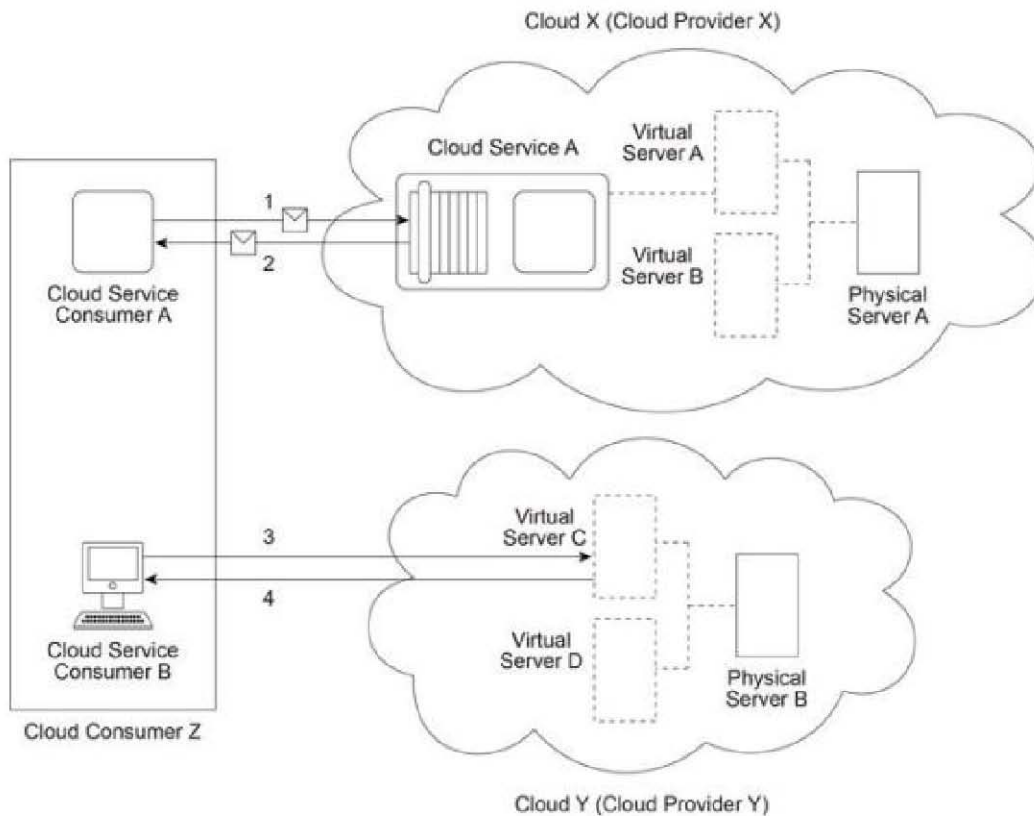 Cloud X (Cloud Provider X)
Cloud Service A
Virtual
Server A
1
2
Cloud Service
Consumer A
Virtual
Server B
Physical
Server A
3
4
Virtual
Server C
Cloud Service
Consumer B
Virtual
Server D
Physical
Server B
Cloud Consumer Z
Cloud Y (Cloud Provider Y)